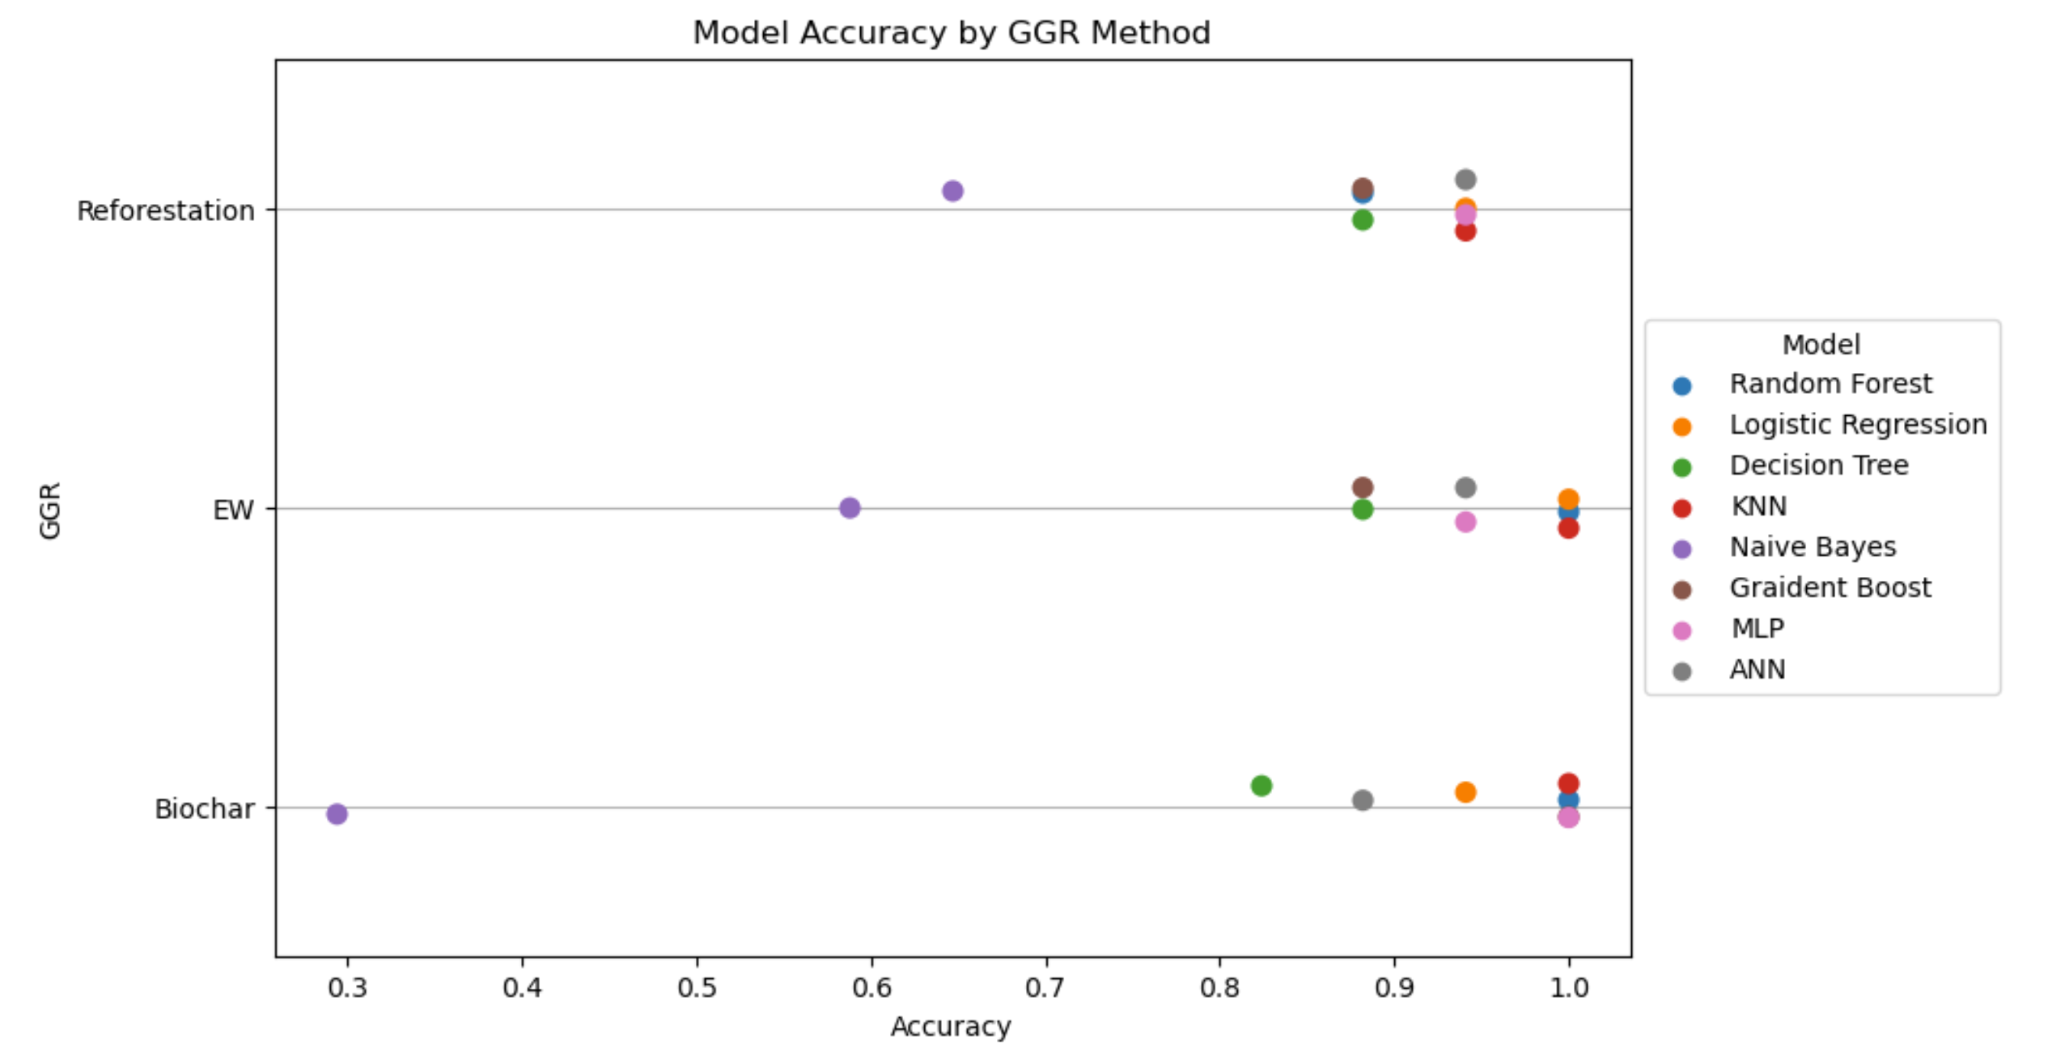 Model Accuracy by GGR Method
Reforestation
EW
Biochar
GGR
0.3 0.4 0.5 0.6 0.7 0.8 0.9 1.0
Accuracy
Model
Random Forest
Logistic Regression
Decision Tree
KNN
Naive Bayes
Graident Boost
MLP
ANN